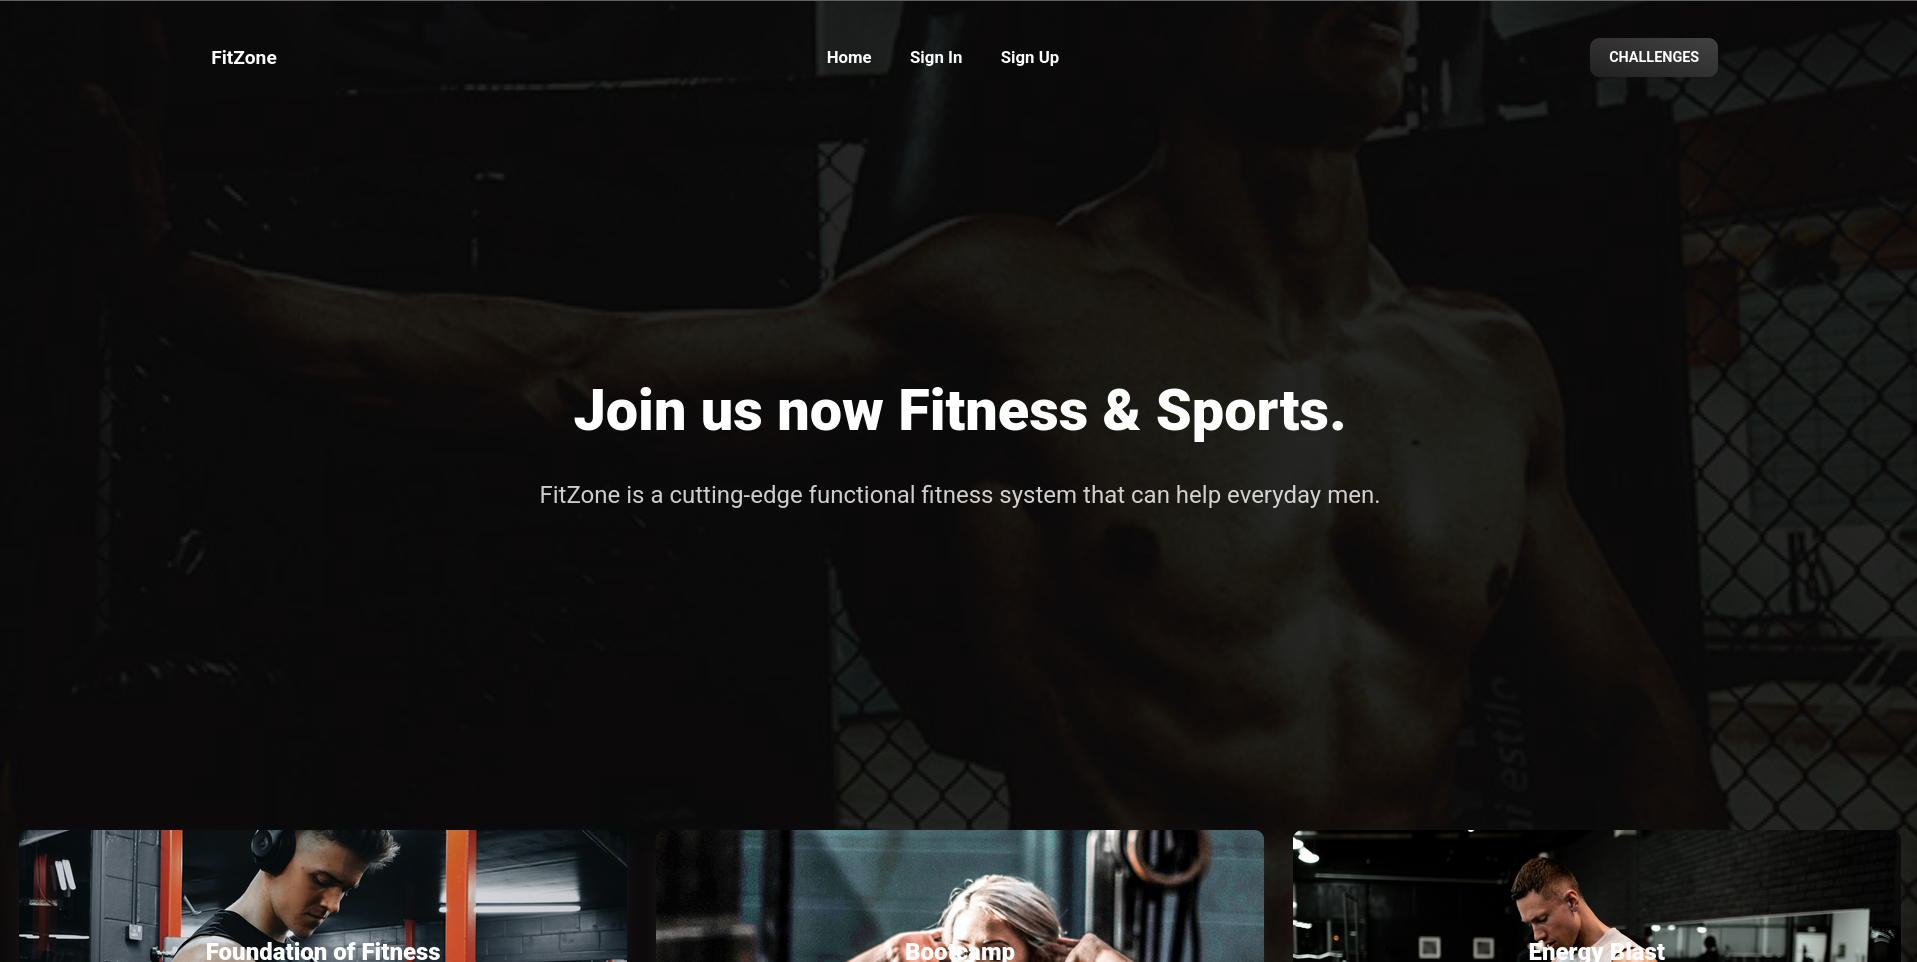 FitZone
Home Sign In Sign Up
CHALLENGES
Join us now Fitness & Sports.
FitZone is a cutting-edge functional fitness system that can help everyday men.
Foundation of Fitness
Bootcamp
Energy Blast